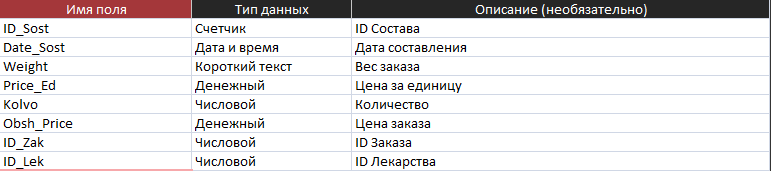 Имя поля Тип данных Описание (необязательно)
ID_Sost Счетчик ID Состава
Date_Sost Дата и время Дата составления
Weight Короткий текст Вес заказа
Price_Ed Денежный Цена за единицу
Kolvo Числовой Количество
Obsh_Price Денежный Цена заказа
ID_Zak Числовой ID Заказа
ID_Lek Числовой ID Лекарства